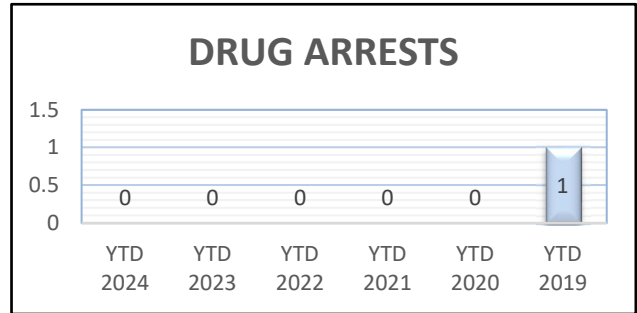 DRUG ARRESTS
1.5
1
0.5
0
0 0 0 0 0 1
YTD YTD YTD YTD YTD YTD
2024 2023 2022 2021 2020 2019